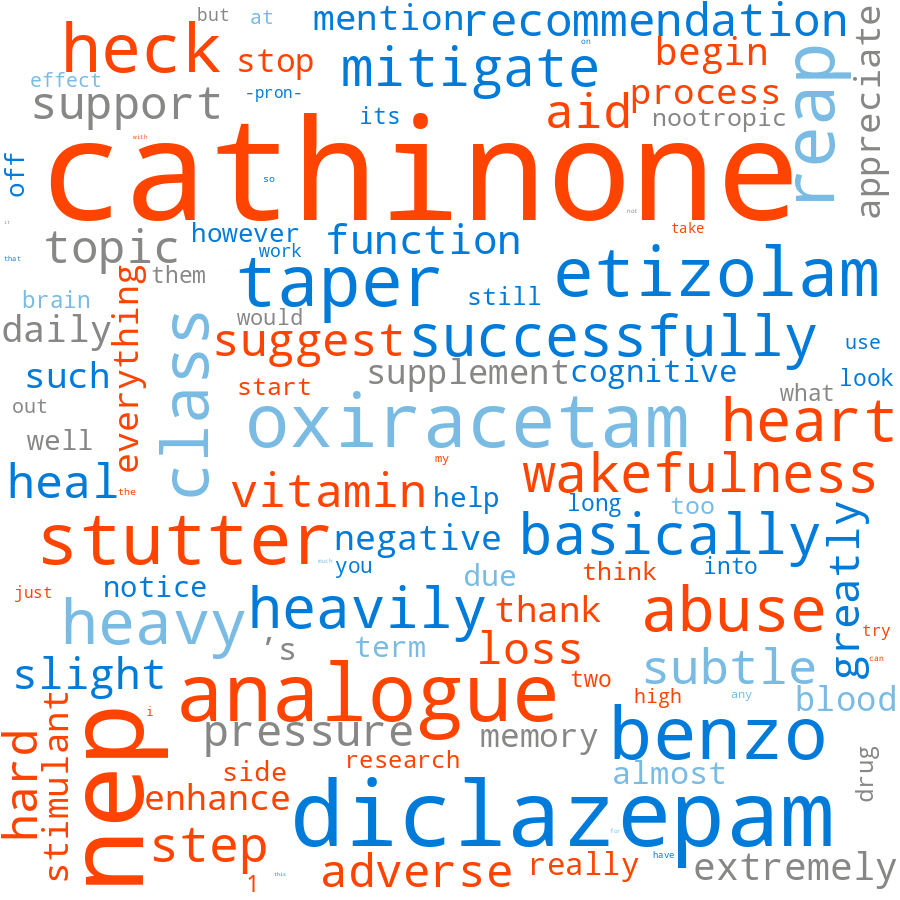 but at mention recommendation
heck stop begin
effect mitigate
support -pron- aid process
its nootropic
reap appreciate
cathinone
with
off so not
it
that
topic however function take
them work
taper etizolam
brain still
would
daily everything class suggest successfully use
such start supplement cognitive look
out what
well oxiracetam heart
my
heal vitamin wakefulness
the help long too
stutter negative basically greatly
much you due think into
just notice
heavy heavily thank abuse try
’s term loss can
slight subtle
two high any blood
analogue
i pressure memory benzo
hard stimulant nep side research almost drug
enhance diclazepam
step for
have
1 this adverse really extremely
on